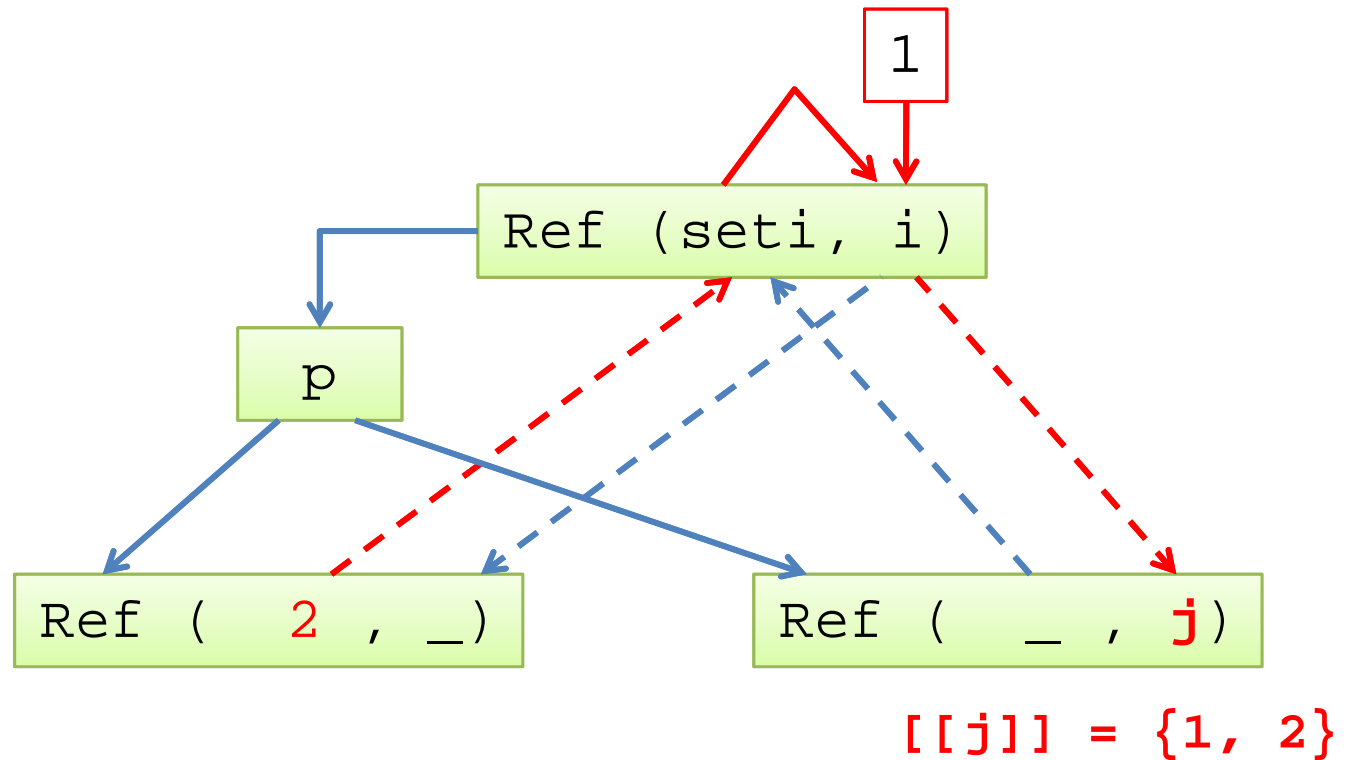 1
Ref (seti, i)
p
Ref ( 2 , _)
Ref ( _ , j)
[[j]] = {1, 2}